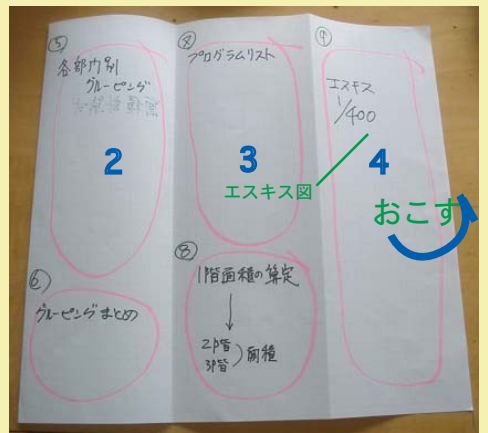 ⑤
各部門別
グルーピング
2
⑥
グルーピングまとめ
プログラムリスト
3
エスキス図
⑧
1階面積の算定
↓
2階
3階)面積
⑨
エスキス
1/400
4
おこす